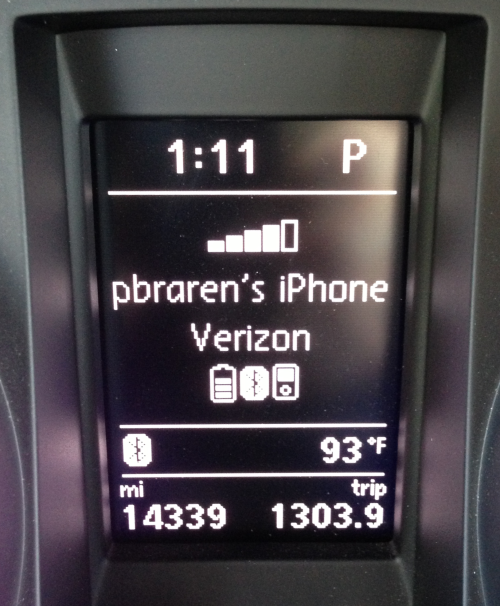 1:11 P
pbraren's iPhone
Verizon
93°F
mi trip
14339 1303.9